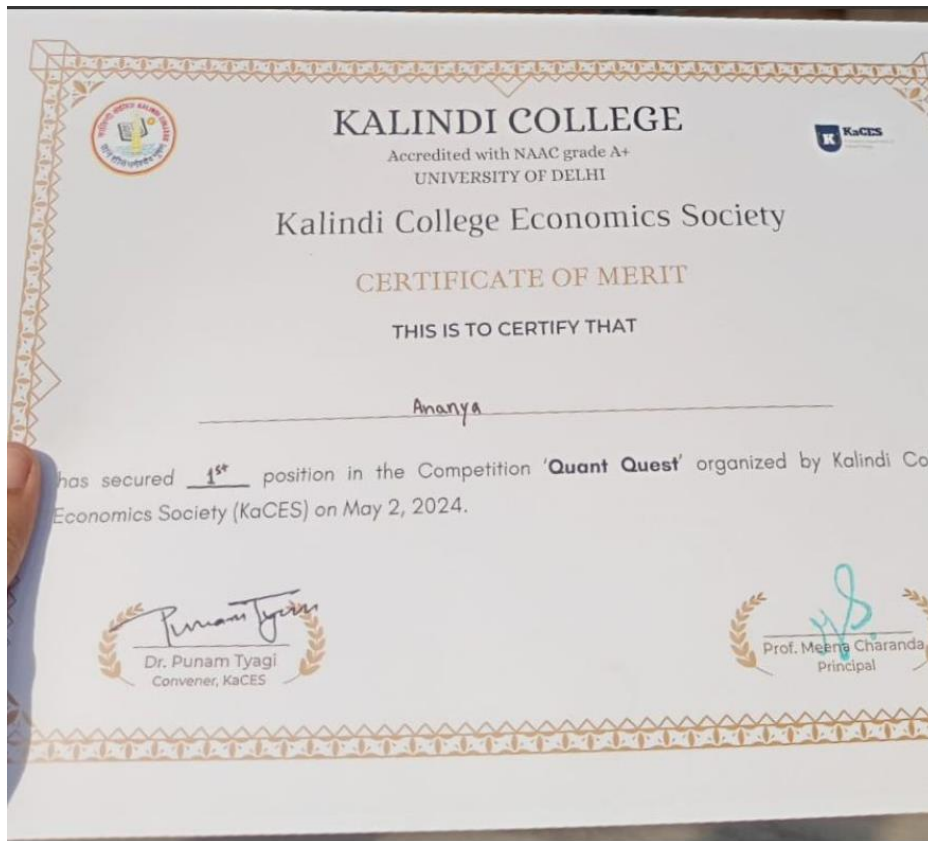 KALINDI COLLEGE
Accredited with NAAC grade A+
UNIVERSITY OF DELHI
KaCES
Kalindi College Economics Society
CERTIFICATE OF MERIT
THIS IS TO CERTIFY THAT
Ananya
has secured 1st position in the Competition 'Quant Quest' organized by Kalindi Co
Economics Society (KaCES) on May 2, 2024.
Punam Tyagi
Dr. Punam Tyagi
Convener, KaCES
Prof. Meena Charanda
Principal